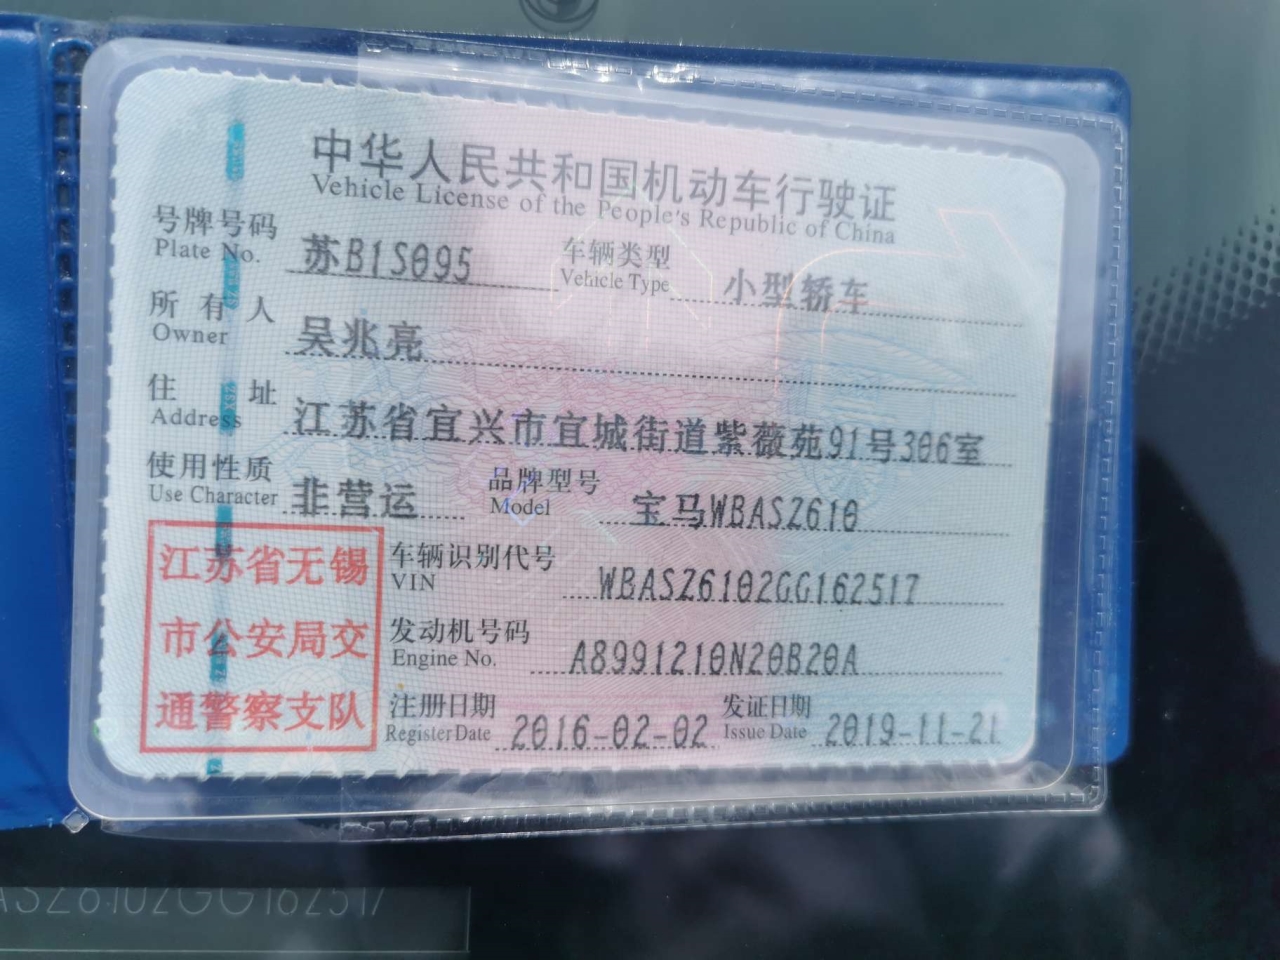 中华人民共和国机动车行驶证
Vehicle License of the People's Republic of China
号牌号码 苏B1S095 车辆类型 小型轿车
Plate No. Vehicle Type
所有人 吴兆亮
Owner
住址 江苏省宜兴市宜城街道紫薇苑91号306室
Address
使用性质 非营运 品牌型号 宝马WBASZ610
Use Character Model
江苏省无锡
市公安局交
通警察支队
车辆识别代号 WBASZ6102GG162517
VIN
发动机号码 A8991210N20B20A
Engine No.
注册日期 2016-02-02 发证日期 2019-11-21
Register Date Issue Date
ASZ6102GG162517